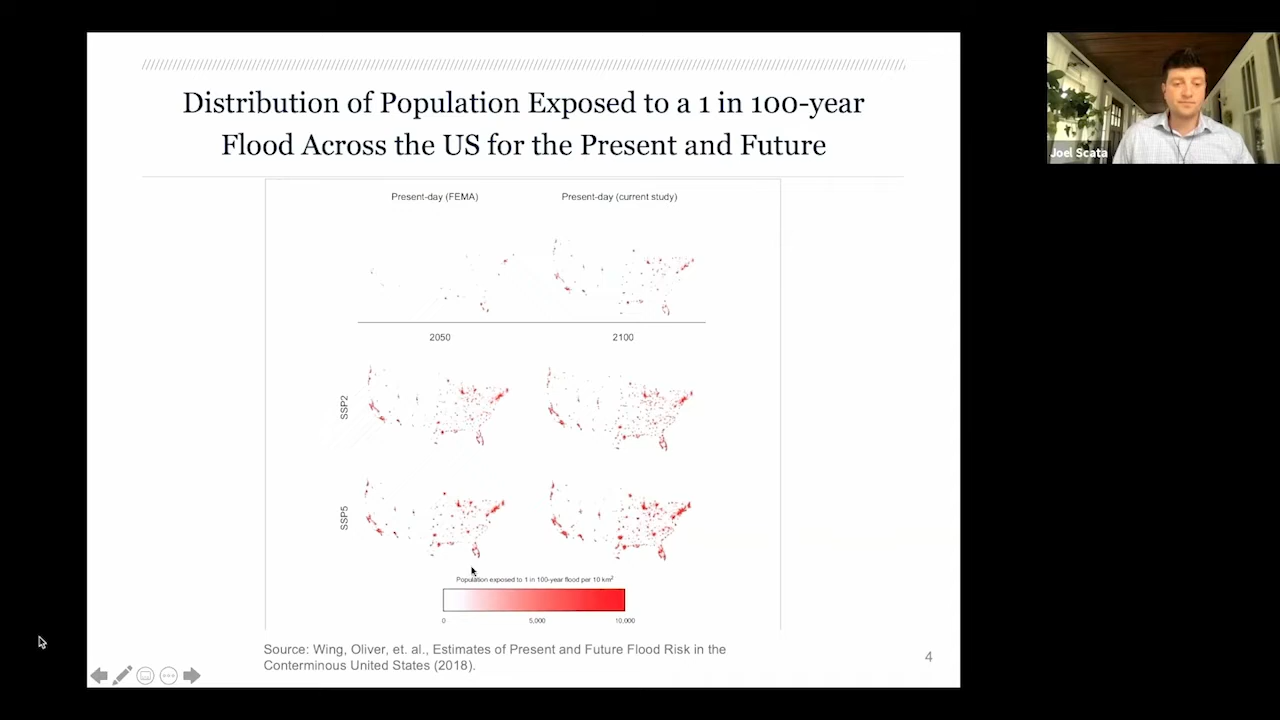 Distribution of Population Exposed to a 1 in 100-year
Flood Across the US for the Present and Future
Present-day (FEMA)
Present-day (current study)
2050
2100
SSP2
SSP5
Population exposed to 1 in 100-year flood per 10 km²
0
5,000
10,000
Source: Wing, Oliver, et. al., Estimates of Present and Future Flood Risk in the
Conterminous United States (2018).
4
Joel Scata